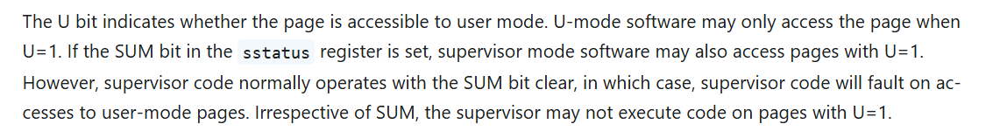 The U bit indicates whether the page is accessible to user mode. U-mode software may only access the page when
U=1. If the SUM bit in the sstatus register is set, supervisor mode software may also access pages with U=1.
However, supervisor code normally operates with the SUM bit clear, in which case, supervisor code will fault on ac-
cesses to user-mode pages. Irrespective of SUM, the supervisor may not execute code on pages with U=1.